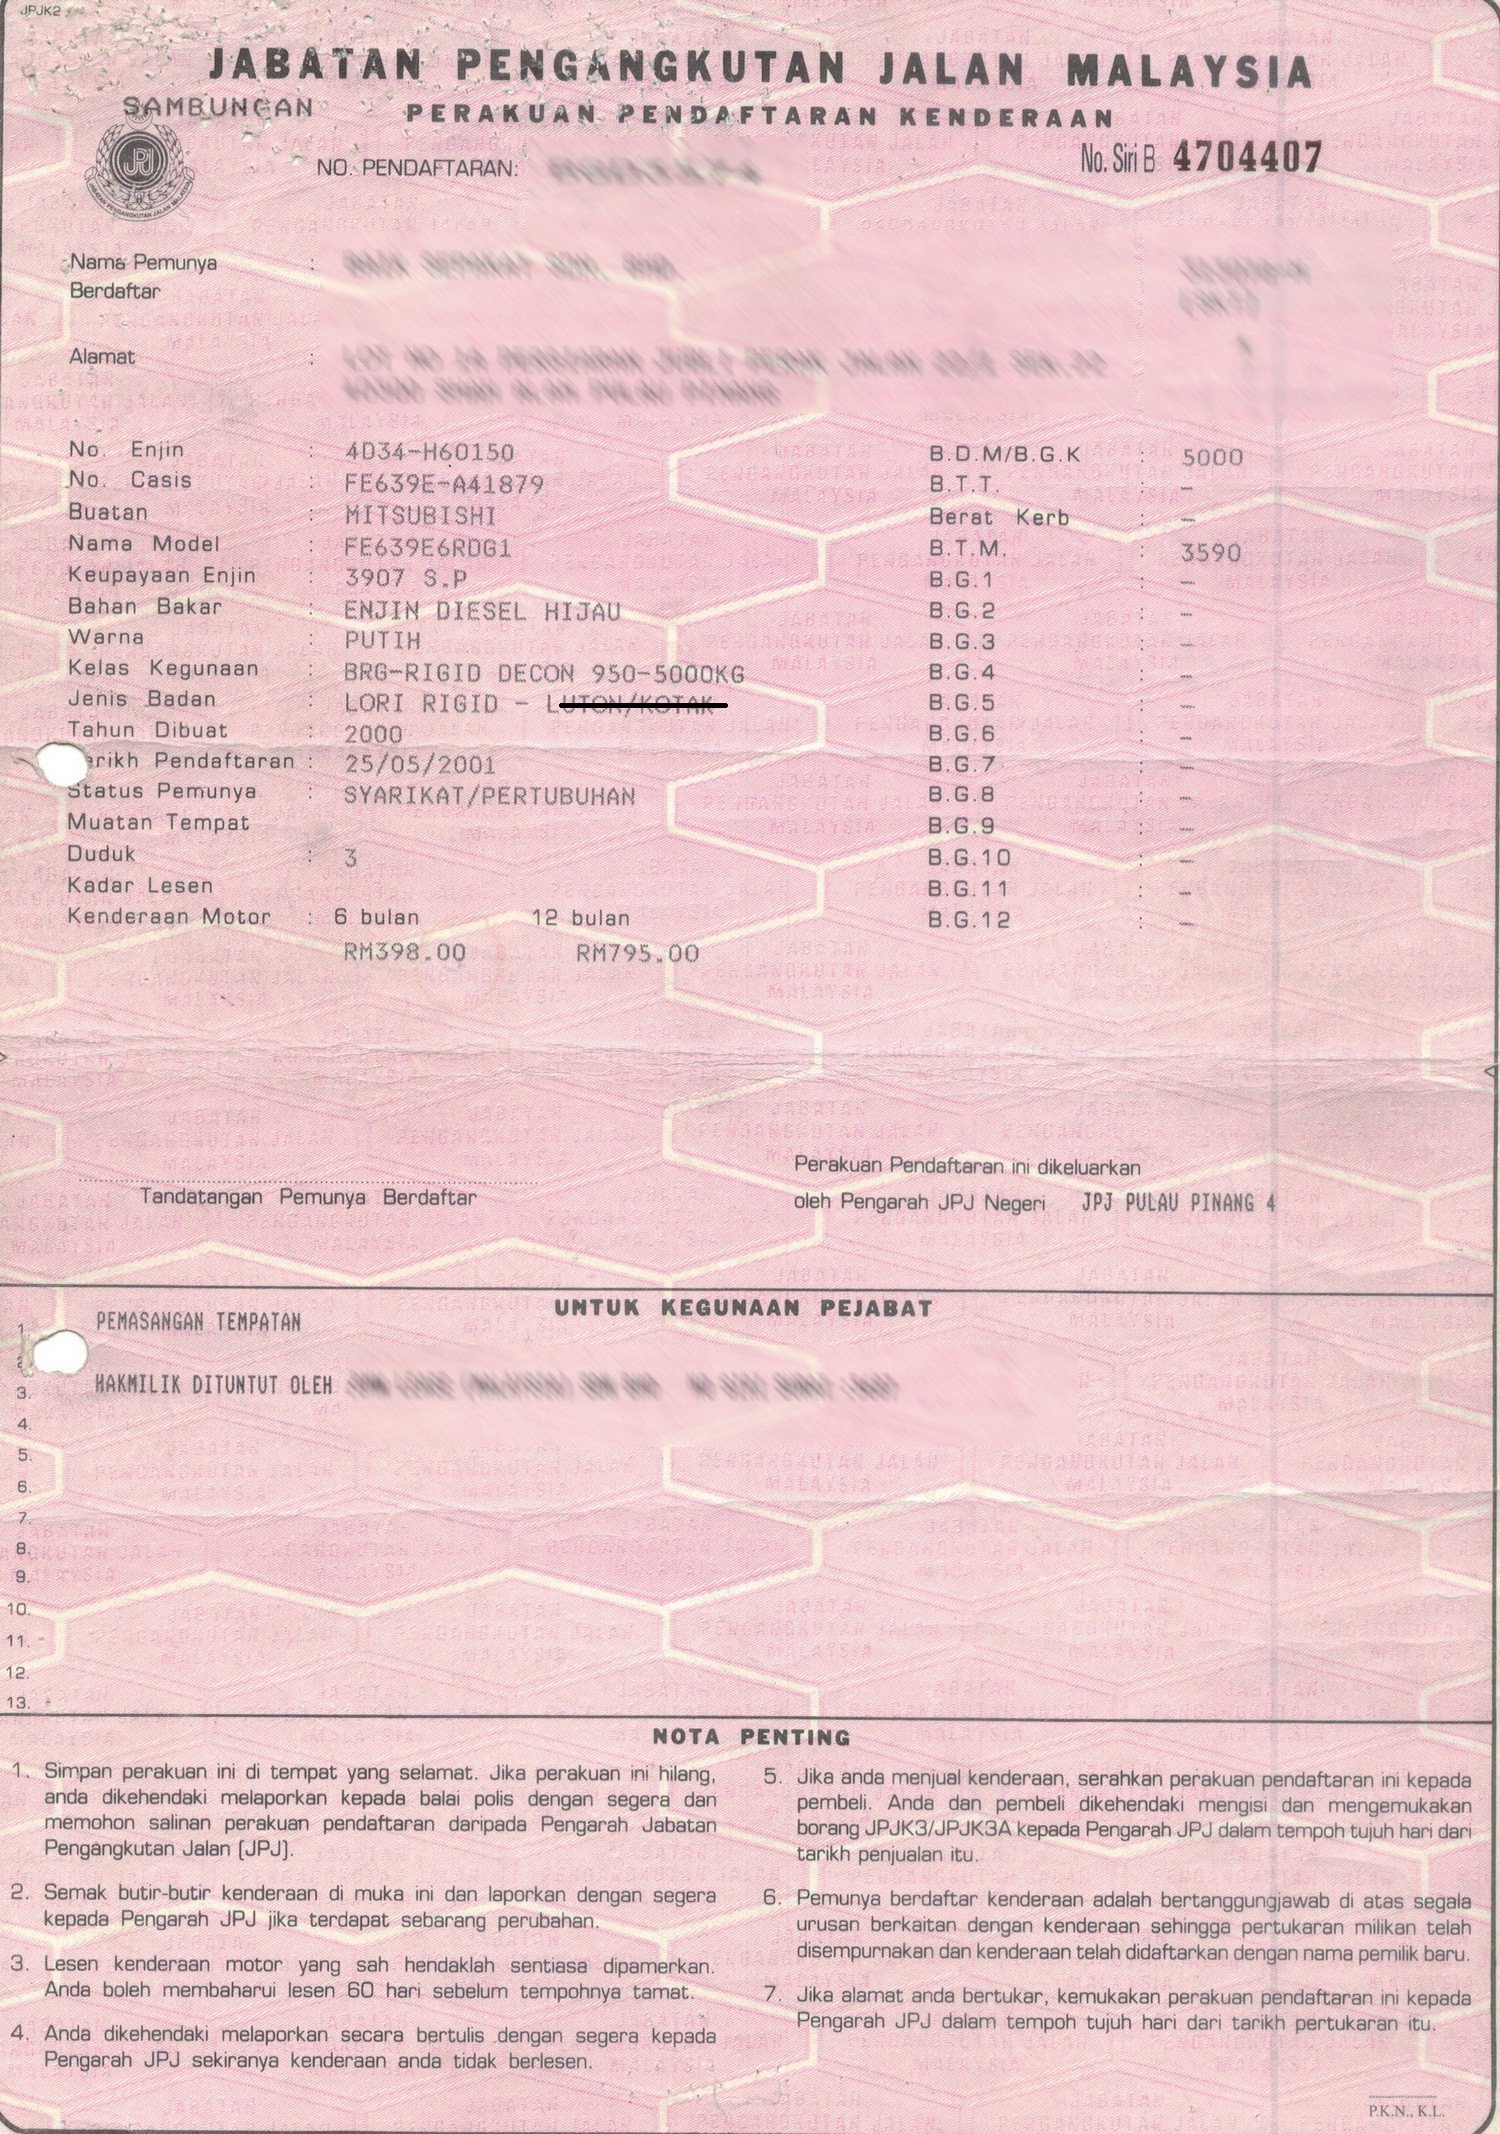 JPJK2
JABATAN PENGANGKUTAN JALAN MALAYSIA
SAMBUNGAN
PERAKUAN PENDAFTARAN KENDERAAN
NO. PENDAFTARAN:
No. Siri B 4704407
Nama Pemunya :
Berdaftar
Alamat :
No. Enjin : 4D34-H60150 B.D.M/B.G.K : 5000
No. Casis : FE639E-A41879 B.T.T. : -
Buatan : MITSUBISHI Berat Kerb : -
Nama Model : FE639E6RDG1 B.T.M. : 3590
Keupayaan Enjin : 3907 S.P B.G.1 : -
Bahan Bakar : ENJIN DIESEL HIJAU B.G.2 : -
Warna : PUTIH B.G.3 : -
Kelas Kegunaan : BRG-RIGID DECON 950-5000KG B.G.4 : -
Jenis Badan : LORI RIGID - LUTON/KOTAK B.G.5 : -
Tahun Dibuat : 2000 B.G.6 : -
arikh Pendaftaran : 25/05/2001 B.G.7 : -
Status Pemunya : SYARIKAT/PERTUBUHAN B.G.8 : -
Muatan Tempat B.G.9 : -
Duduk : 3 B.G.10 : -
Kadar Lesen B.G.11 : -
Kenderaan Motor : 6 bulan 12 bulan B.G.12 : -
RM398.00 RM795.00
Tandatangan Pemunya Berdaftar
Perakuan Pendaftaran ini dikeluarkan
oleh Pengarah JPJ Negeri JPJ PULAU PINANG 4
UNTUK KEGUNAAN PEJABAT
1. PEMASANGAN TEMPATAN
2.
3. HAKMILIK DITUNTUT OLEH
4.
5.
6.
7.
8.
9.
10.
11.
12.
13.
NOTA PENTING
1. Simpan perakuan ini di tempat yang selamat. Jika perakuan ini hilang,
anda dikehendaki melaporkan kepada balai polis dengan segera dan
memohon salinan perakuan pendaftaran daripada Pengarah Jabatan
Pengangkutan Jalan (JPJ).
2. Semak butir-butir kenderaan di muka ini dan laporkan dengan segera
kepada Pengarah JPJ jika terdapat sebarang perubahan.
3. Lesen kenderaan motor yang sah hendaklah sentiasa dipamerkan.
Anda boleh membaharui lesen 60 hari sebelum tempohnya tamat.
4. Anda dikehendaki melaporkan secara bertulis dengan segera kepada
Pengarah JPJ sekiranya kenderaan anda tidak berlesen.
5. Jika anda menjual kenderaan, serahkan perakuan pendaftaran ini kepada
pembeli. Anda dan pembeli dikehendaki mengisi dan mengemukakan
borang JPJK3/JPJK3A kepada Pengarah JPJ dalam tempoh tujuh hari dari
tarikh penjualan itu.
6. Pemunya berdaftar kenderaan adalah bertanggungjawab di atas segala
urusan berkaitan dengan kenderaan sehingga pertukaran milikan telah
disempurnakan dan kenderaan telah didaftarkan dengan nama pemilik baru.
7. Jika alamat anda bertukar, kemukakan perakuan pendaftaran ini kepada
Pengarah JPJ dalam tempoh tujuh hari dari tarikh pertukaran itu.
P.K.N., K.L.